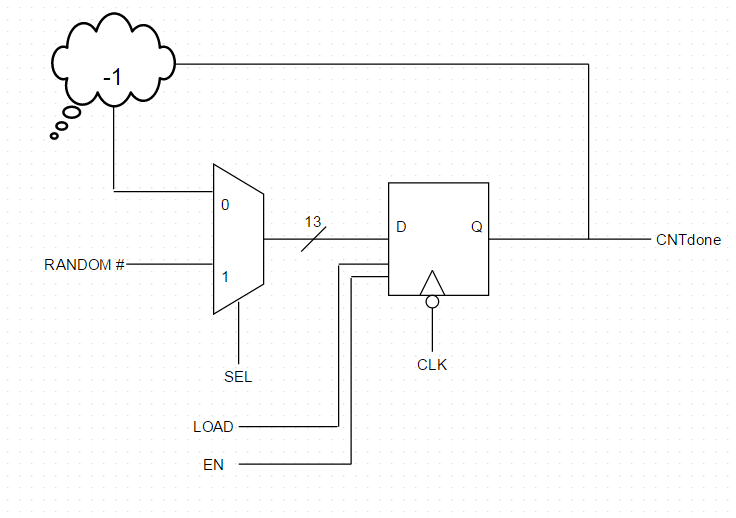 -1
0
13
D
Q
CNTdone
RANDOM #
1
CLK
SEL
LOAD
EN